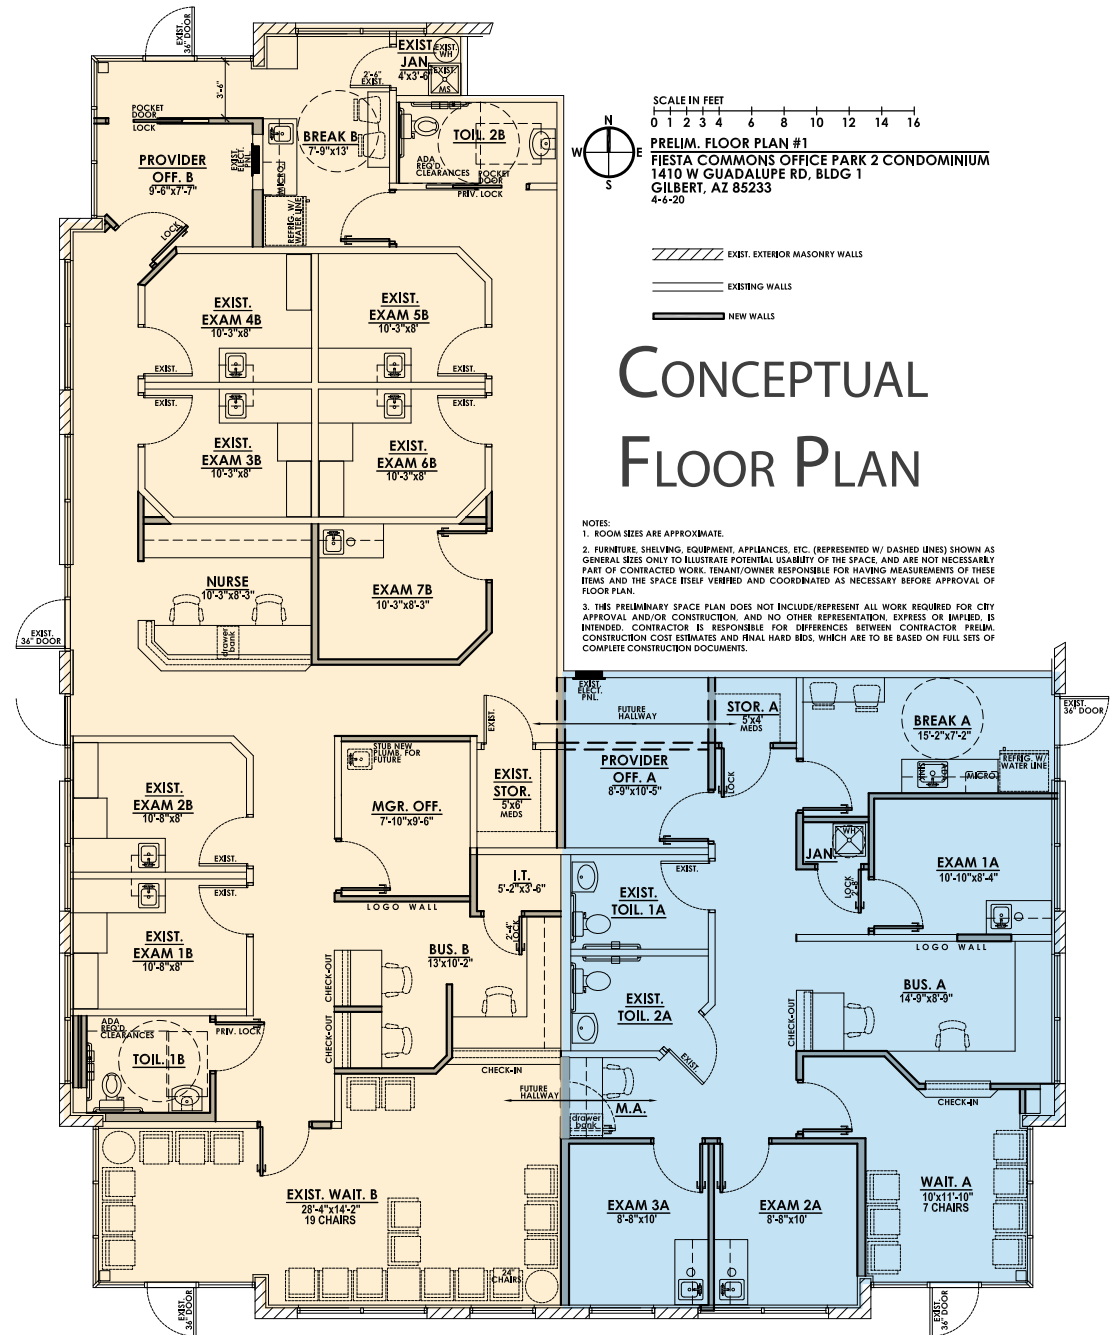 EXIST.
36" DOOR
3'-6"
POCKET
DOOR
LOCK
PROVIDER
OFF. B
9'-6"x7'-7"
EXIST.
ELECT.
PNL.
LOCK
BREAK B
7'-9"x13'
MICRO
REFRIG. W/
WATER LINE
2'-6"
EXIST.
EXIST.
JAN.
4'x3'-6"
EXIST.
WH
EXIST.
MS
TOIL. 2B
ADA
REQ'D
CLEARANCES
POCKET
DOOR
PRIV. LOCK
SCALE IN FEET
0 1 2 3 4 6 8 10 12 14 16
N
W E
S
PRELIM. FLOOR PLAN #1
FIESTA COMMONS OFFICE PARK 2 CONDOMINIUM
1410 W GUADALUPE RD, BLDG 1
GILBERT, AZ 85233
4-6-20
EXIST. EXTERIOR MASONRY WALLS
EXISTING WALLS
NEW WALLS
CONCEPTUAL
FLOOR PLAN
NOTES:
1. ROOM SIZES ARE APPROXIMATE.
2. FURNITURE, SHELVING, EQUIPMENT, APPLIANCES, ETC. (REPRESENTED W/ DASHED LINES) SHOWN AS
GENERAL SIZES ONLY TO ILLUSTRATE POTENTIAL USABILITY OF THE SPACE, AND ARE NOT NECESSARILY
PART OF CONTRACTED WORK. TENANT/OWNER RESPONSIBLE FOR HAVING MEASUREMENTS OF THESE
ITEMS AND THE SPACE ITSELF VERIFIED AND COORDINATED AS NECESSARY BEFORE APPROVAL OF
FLOOR PLAN.
3. THIS PRELIMINARY SPACE PLAN DOES NOT INCLUDE/REPRESENT ALL WORK REQUIRED FOR CITY
APPROVAL AND/OR CONSTRUCTION, AND NO OTHER REPRESENTATION, EXPRESS OR IMPLIED, IS
INTENDED. CONTRACTOR IS RESPONSIBLE FOR DIFFERENCES BETWEEN CONTRACTOR PRELIM.
CONSTRUCTION COST ESTIMATES AND FINAL HARD BIDS, WHICH ARE TO BE BASED ON FULL SETS OF
COMPLETE CONSTRUCTION DOCUMENTS.
EXIST.
EXAM 4B
10'-3"x8'
EXIST.
EXAM 5B
10'-3"x8'
EXIST.
EXIST.
EXIST.
EXIST.
EXIST.
EXAM 3B
10'-3"x8'
EXIST.
EXAM 6B
10'-3"x8'
NURSE
10'-3"x8'-3"
drawer
bank
EXAM 7B
10'-3"x8'-3"
EXIST.
36" DOOR
EXIST.
ELECT.
PNL.
FUTURE
HALLWAY
STOR. A
5'x4'
MEDS
BREAK A
15'-2"x7'-2"
EXIST.
36" DOOR
REFRIG. W/
WATER LINE
MICRO
ADA
SINK
EXIST.
STUB NEW
PLUMB. FOR
FUTURE
MGR. OFF.
7'-10"x9'-6"
EXIST.
STOR.
5'x6'
MEDS
PROVIDER
OFF. A
8'-9"x10'-5"
LOCK
EXIST.
EXAM 2B
10'-8"x8'
EXIST.
EXIST.
EXIST.
EXAM 1B
10'-8"x8'
I.T.
5'-2"x3'-6"
2'-4"
LOCK
LOGO WALL
BUS. B
13'x10'-2"
CHECK-OUT
CHECK-OUT
EXIST.
EXIST.
TOIL. 1A
EXIST.
TOIL. 2A
EXIST.
JAN.
WH
LOCK
2'-8"
EXAM 1A
10'-10"x8'-4"
LOGO WALL
BUS. A
14'-9"x8'-9"
CHECK-OUT
CHECK-IN
ADA
REQ'D
CLEARANCES
PRIV. LOCK
TOIL. 1B
CHECK-IN
FUTURE
HALLWAY
M.A.
drawer
bank
EXIST. WAIT. B
28'-4"x14'-2"
19 CHAIRS
24"
CHAIRS
EXAM 3A
8'-8"x10'
EXAM 2A
8'-8"x10'
WAIT. A
10'x11'-10"
7 CHAIRS
EXIST.
36" DOOR
EXIST.
36" DOOR